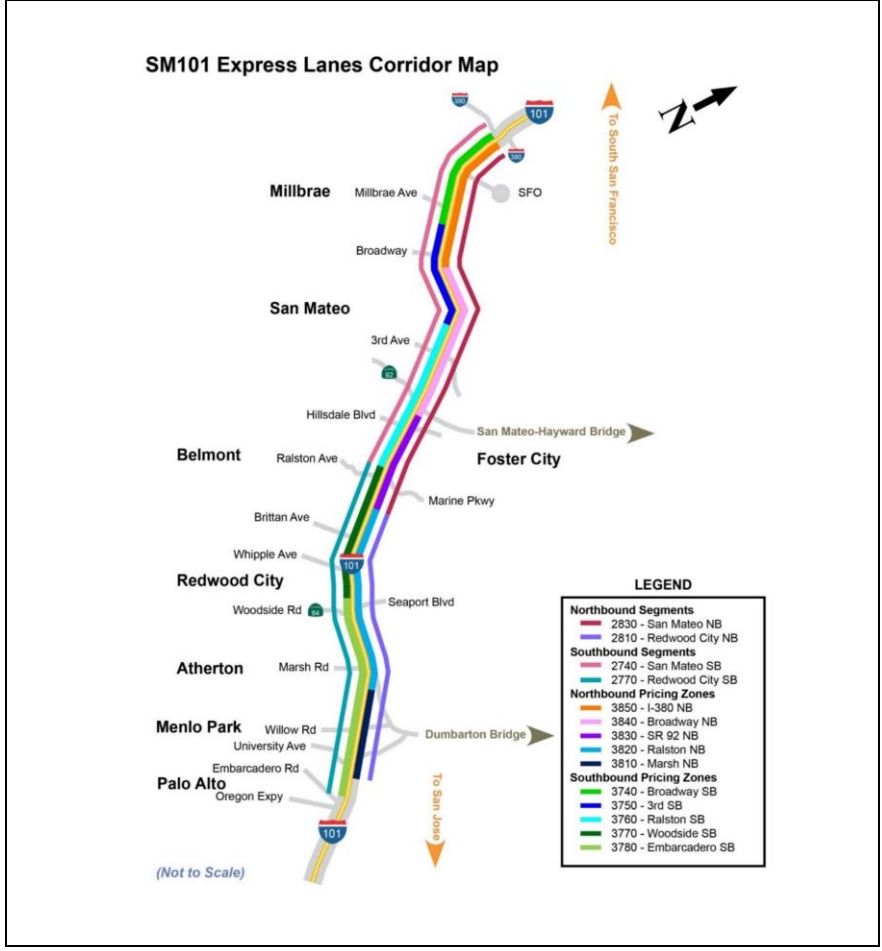 SM101 Express Lanes Corridor Map
N
380
101
To South San Francisco
380
Millbrae
Millbrae Ave
SFO
Broadway
San Mateo
3rd Ave
92
Hillsdale Blvd
San Mateo-Hayward Bridge
Belmont
Ralston Ave
Foster City
Marine Pkwy
Brittan Ave
Whipple Ave
101
Redwood City
Seaport Blvd
Woodside Rd
84
Atherton
Marsh Rd
Menlo Park
Willow Rd
Dumbarton Bridge
University Ave
Embarcadero Rd
Palo Alto
Oregon Expy
To San Jose
101
(Not to Scale)
LEGEND
Northbound Segments
2830 - San Mateo NB
2810 - Redwood City NB
Southbound Segments
2740 - San Mateo SB
2770 - Redwood City SB
Northbound Pricing Zones
3850 - I-380 NB
3840 - Broadway NB
3830 - SR 92 NB
3820 - Ralston NB
3810 - Marsh NB
Southbound Pricing Zones
3740 - Broadway SB
3750 - 3rd SB
3760 - Ralston SB
3770 - Woodside SB
3780 - Embarcadero SB